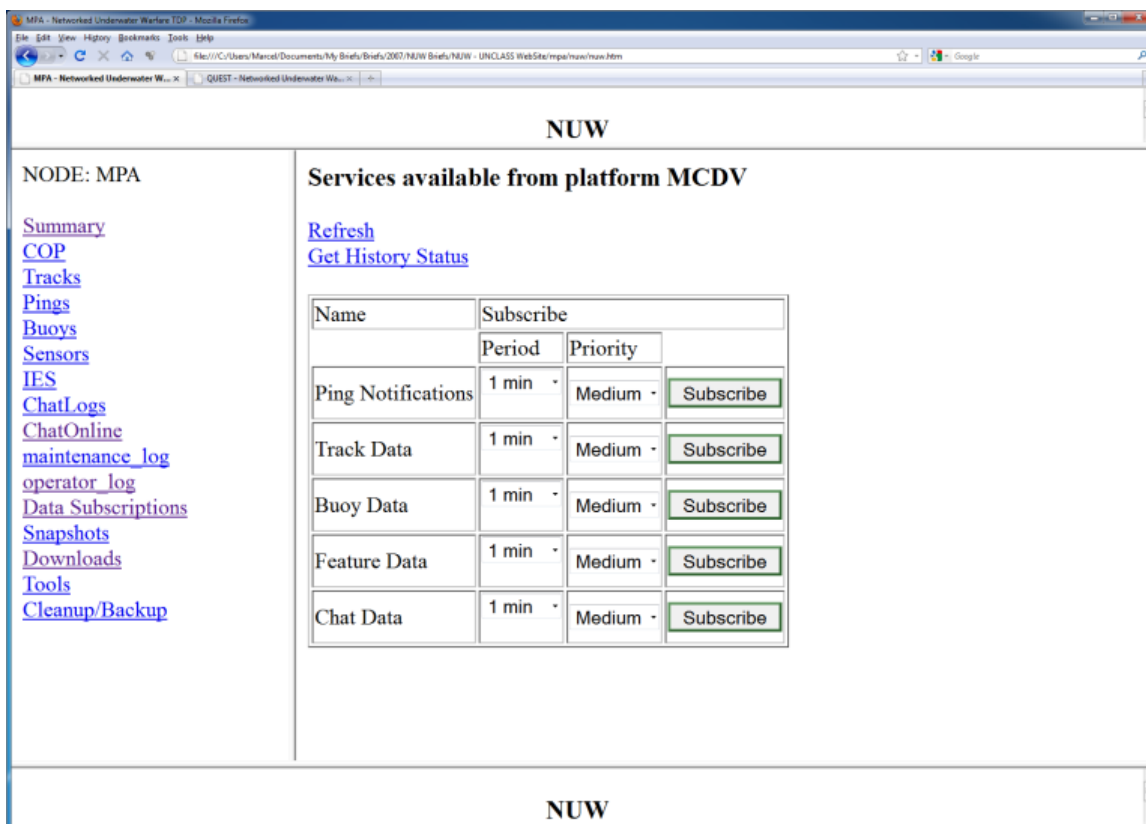 MPA - Networked Underwater Warfare TDP - Mozilla Firefox
File Edit View History Bookmarks Tools Help
file:///C:/Users/Marcel/Documents/My Briefs/Briefs/2007/NUW Briefs/NUW - UNCLASS WebSite/mpa/nuw/nuw.htm
Google
MPA - Networked Underwater W...
QUEST - Networked Underwater Wa...
NUW
NODE: MPA
Summary
COP
Tracks
Pings
Buoys
Sensors
IES
ChatLogs
ChatOnline
maintenance_log
operator_log
Data Subscriptions
Snapshots
Downloads
Tools
Cleanup/Backup
Services available from platform MCDV
Refresh
Get History Status
Name Subscribe
Period Priority
Ping Notifications 1 min Medium Subscribe
Track Data 1 min Medium Subscribe
Buoy Data 1 min Medium Subscribe
Feature Data 1 min Medium Subscribe
Chat Data 1 min Medium Subscribe
NUW